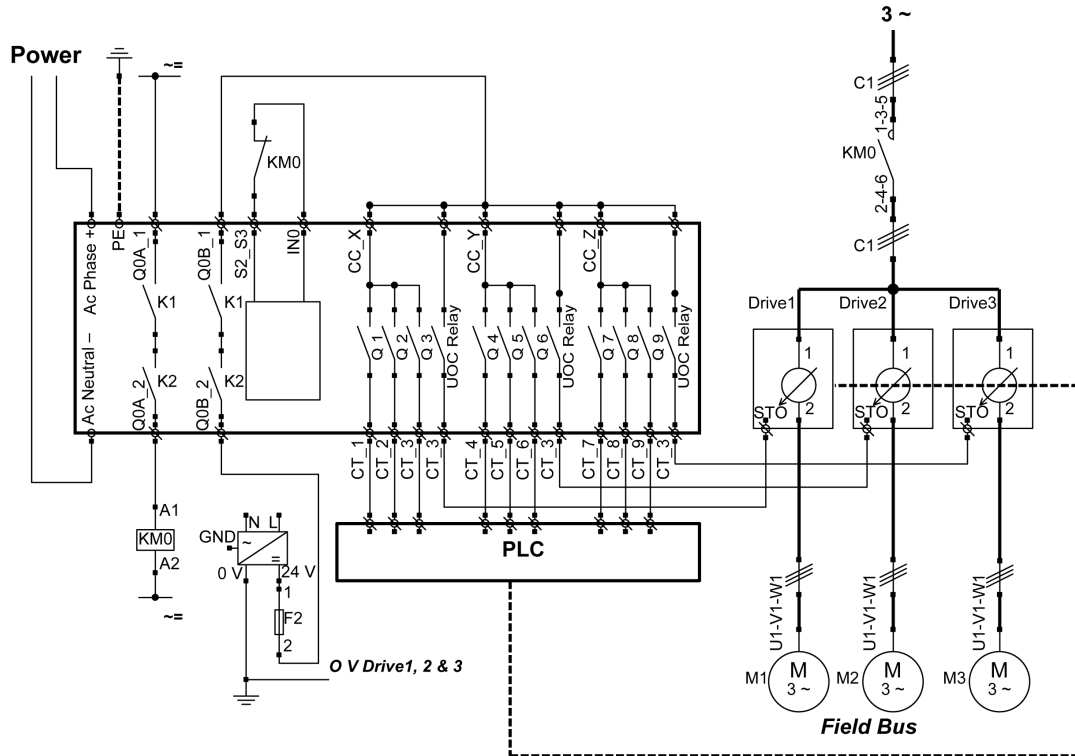 3 ~
Power
~=
C1
1-3-5
KM0
2-4-6
C1
KM0
Ac Phase +
PE
Q0A_1
Q0B_1
S2_S3
IN0
CC_X
CC_Y
CC_Z
K1
K1
Ac Neutral –
Q0A_2
K2
Q0B_2
K2
Q 1
Q 2
Q 3
UOC Relay
Q 4
Q 5
Q 6
UOC Relay
Q 7
Q 8
Q 9
UOC Relay
Drive1
Drive2
Drive3
1
1
1
STO
2
STO
2
STO
2
CT_1
CT_2
CT_3
CT_3
CT_4
CT_5
CT_6
CT_3
CT_7
CT_8
CT_9
CT_3
A1
KM0
A2
~=
N L
GND
~
=
0 V
24 V
1
F2
2
PLC
O V Drive1, 2 & 3
U1-V1-W1
U1-V1-W1
U1-V1-W1
M1
M
3 ~
M2
M
3 ~
M3
M
3 ~
Field Bus